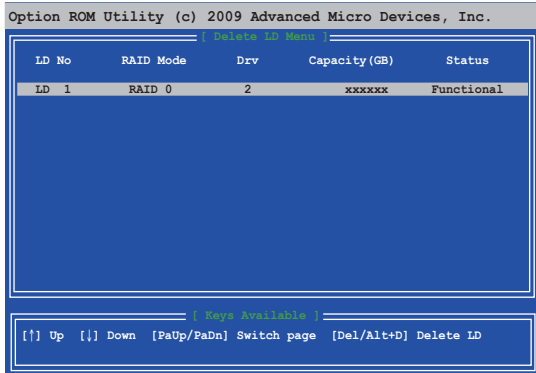 Option ROM Utility (c) 2009 Advanced Micro Devices, Inc.
[ Delete LD Menu ]
LD No RAID Mode Drv Capacity(GB) Status
LD 1 RAID 0 2 xxxxxx Functional
[ Keys Available ]
[↑] Up [↓] Down [PaUp/PaDn] Switch page [Del/Alt+D] Delete LD